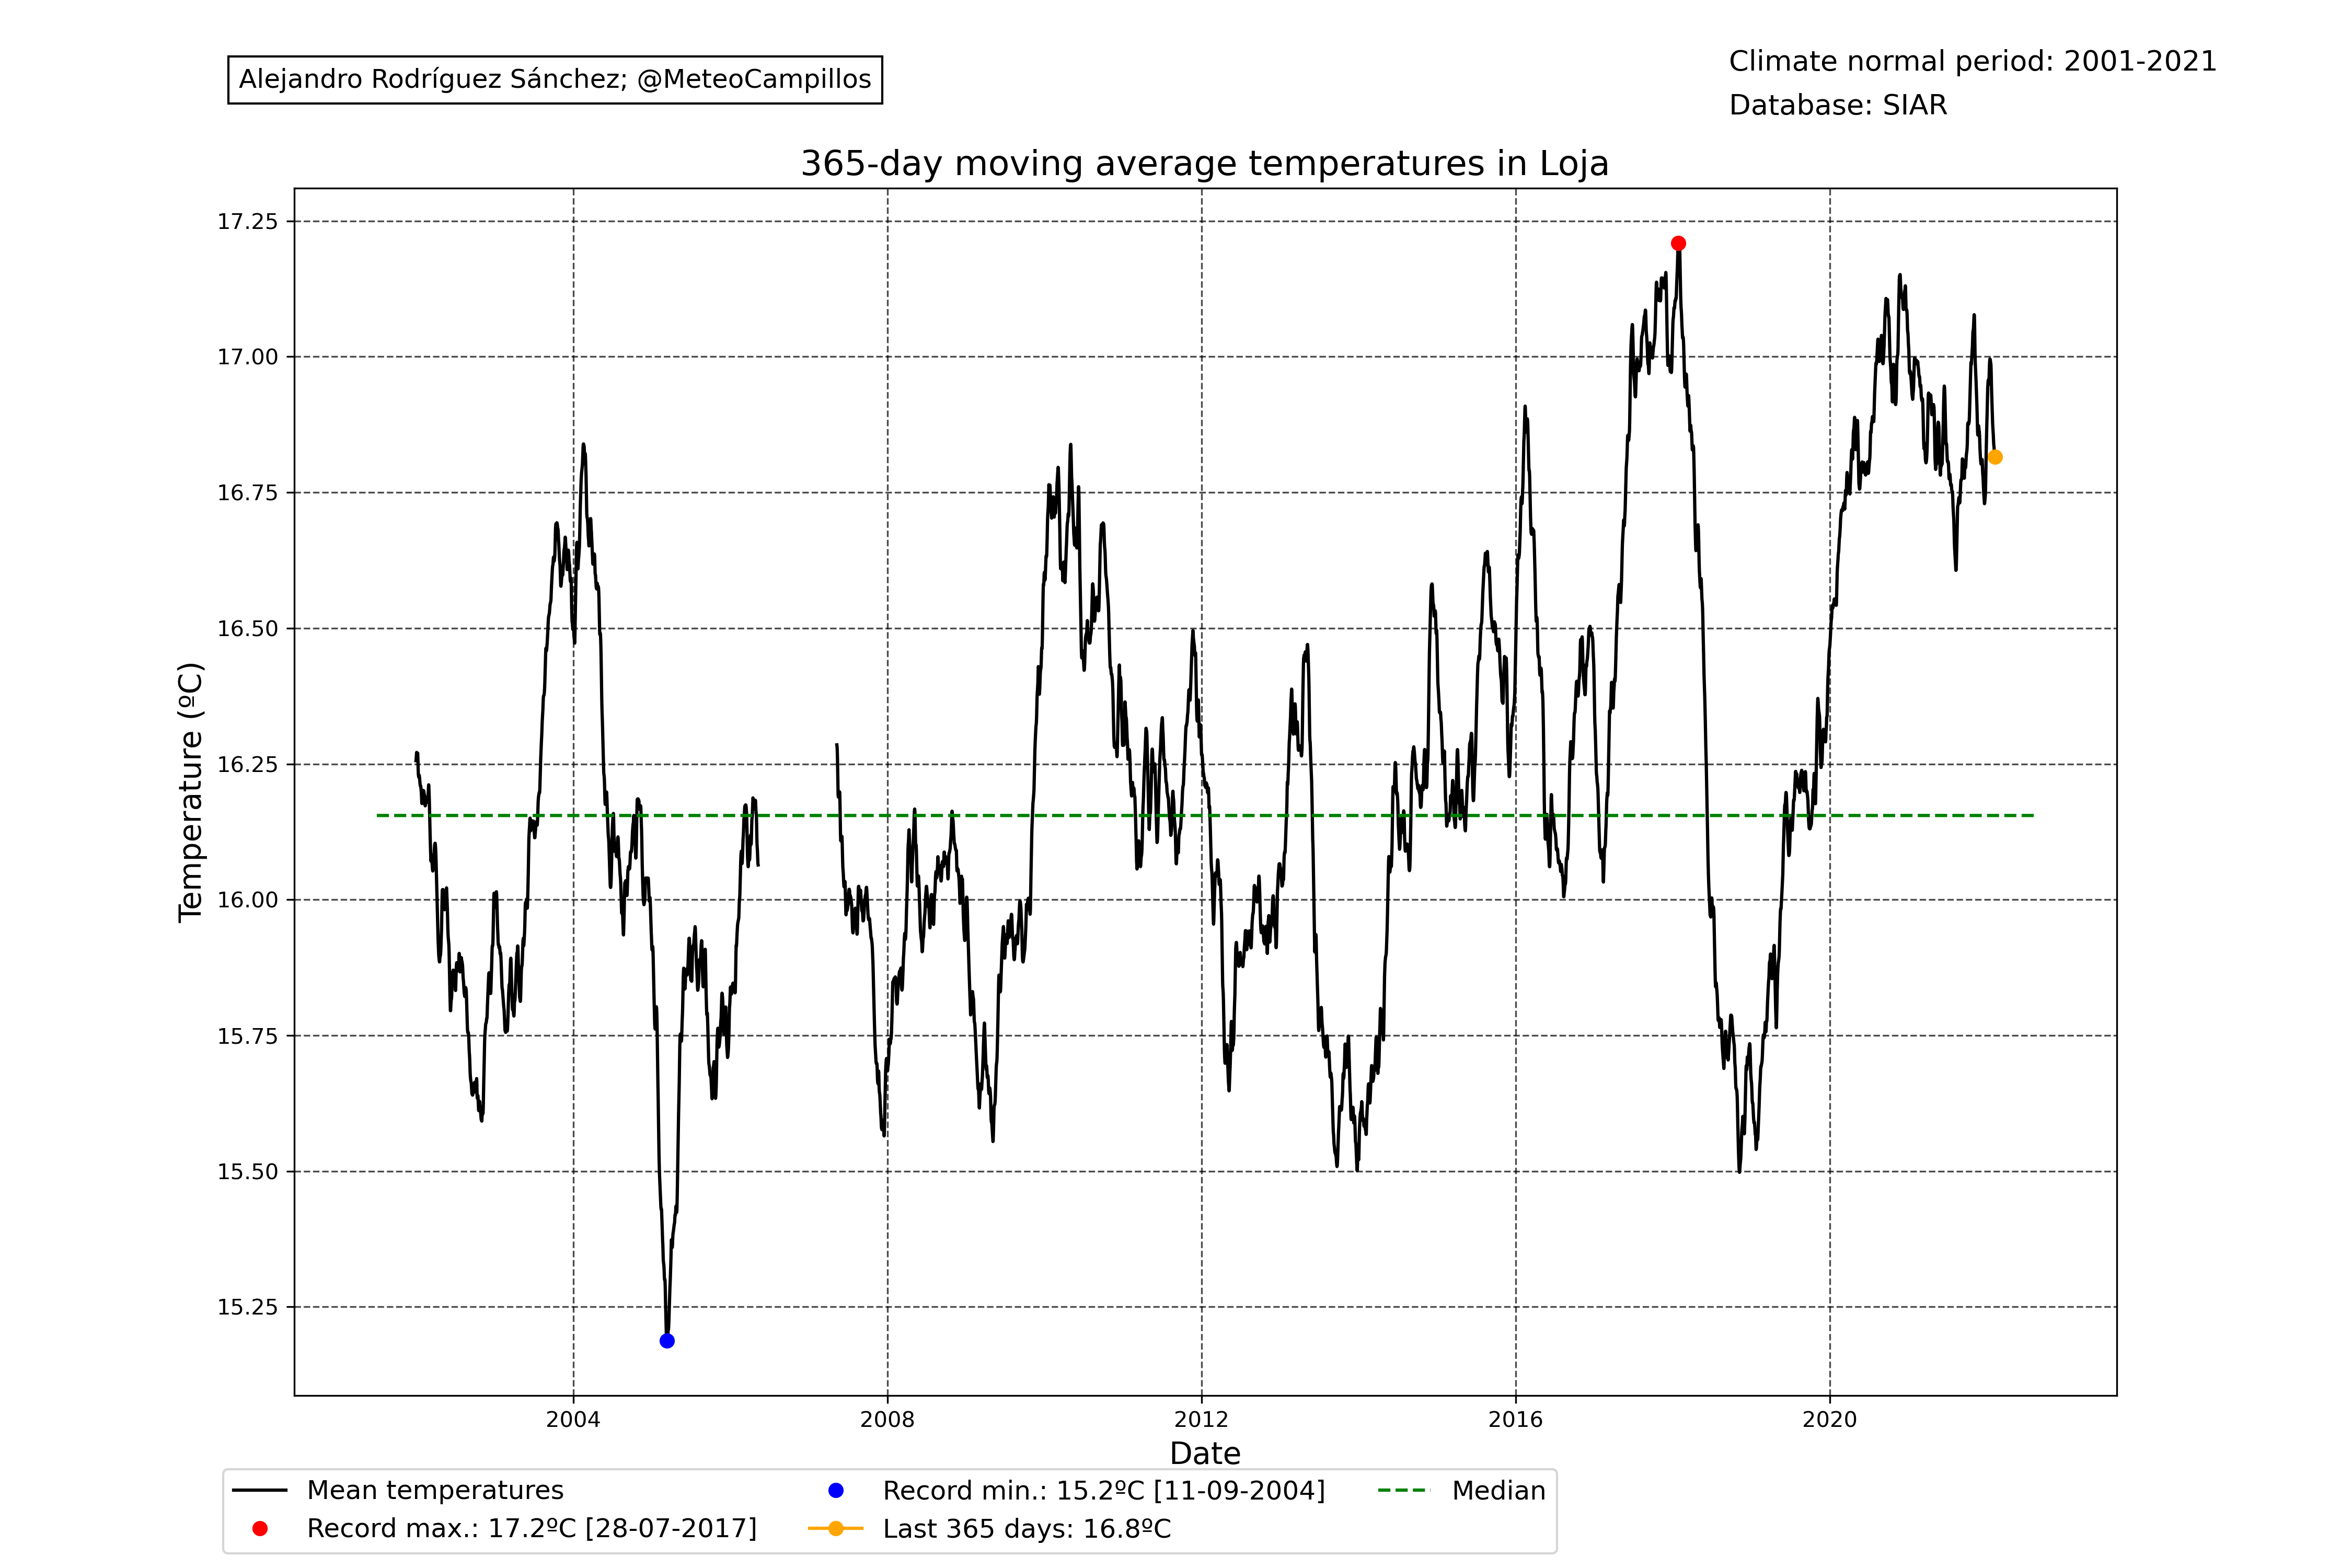 Alejandro Rodríguez Sánchez; @MeteoCampillos
Climate normal period: 2001-2021
Database: SIAR
365-day moving average temperatures in Loja
17.25
17.00
16.75
16.50
16.25
16.00
15.75
15.50
15.25
Temperature (ºC)
2004 2008 2012 2016 2020
Date
Mean temperatures
Record max.: 17.2ºC [28-07-2017]
Record min.: 15.2ºC [11-09-2004]
Last 365 days: 16.8ºC
Median